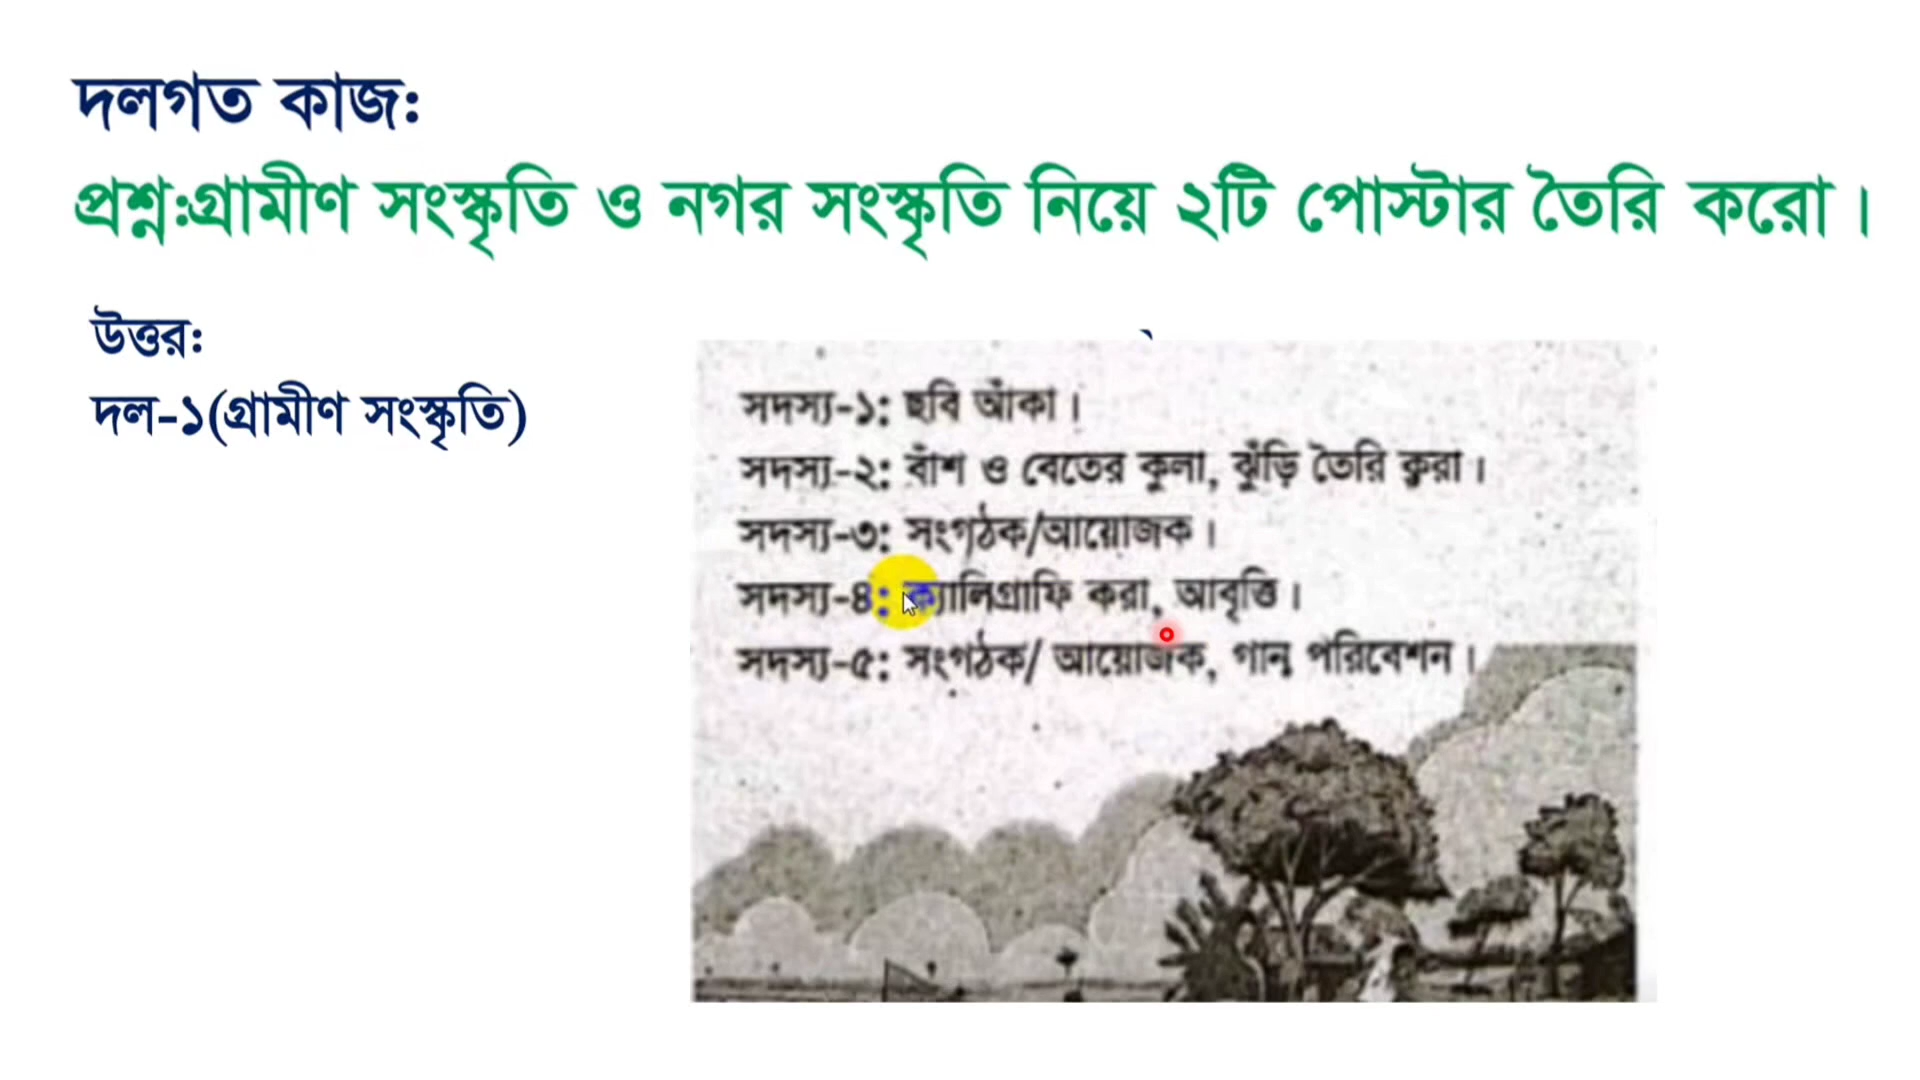 দলগত কাজ:
প্রশ্ন:গ্রামীণ সংস্কৃতি ও নগর সংস্কৃতি নিয়ে ২টি পোস্টার তৈরি করো।
উত্তর:
দল-১(গ্রামীণ সংস্কৃতি)
সদস্য-১: ছবি আঁকা।
সদস্য-২: বাঁশ ও বেতের কুলা, ঝুঁড়ি তৈরি করা।
সদস্য-৩: সংগঠক/আয়োজক।
সদস্য-৪: ক্যালিগ্রাফি করা, আবৃত্তি।
সদস্য-৫: সংগঠক/ আয়োজক, গান পরিবেশন।